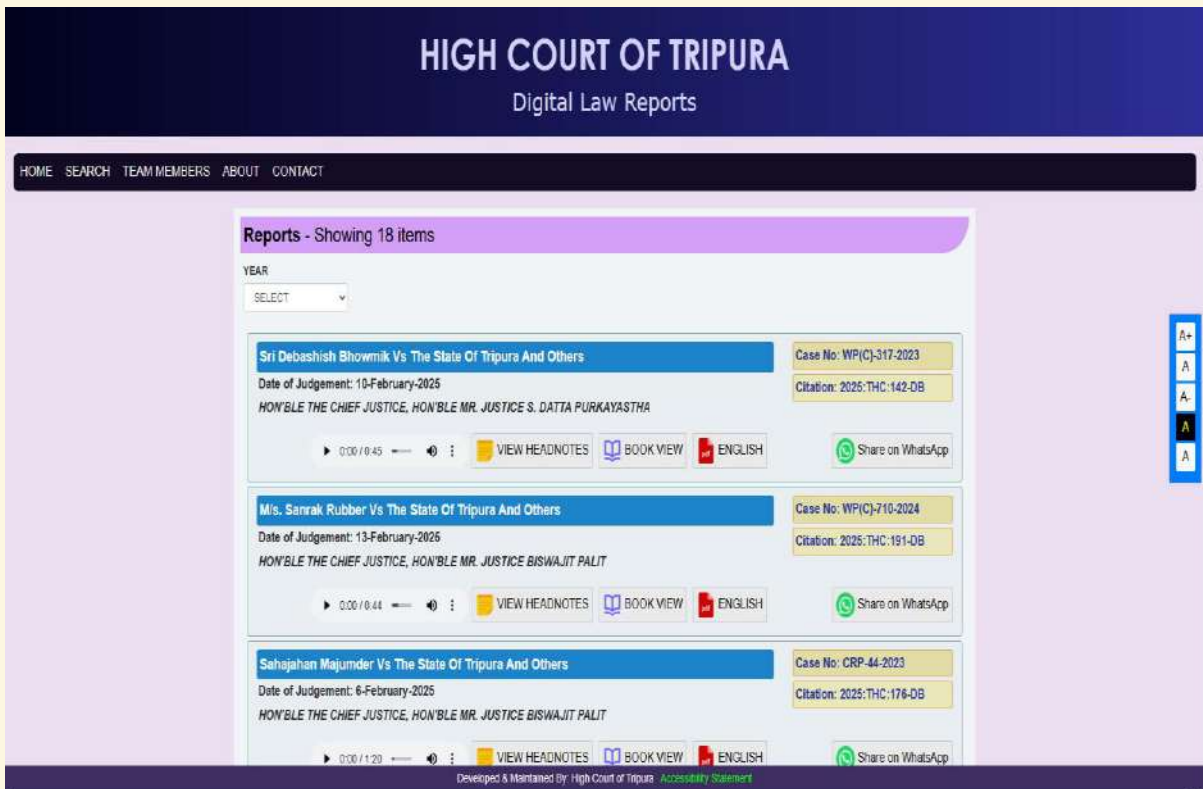 HIGH COURT OF TRIPURA
Digital Law Reports
HOME SEARCH TEAM MEMBERS ABOUT CONTACT
Reports - Showing 18 items
YEAR
SELECT
Sri Debashish Bhowmik Vs The State Of Tripura And Others
Case No: WP(C)-317-2023
Date of Judgement: 10-February-2025
Citation: 2025:THC:142-DB
HON'BLE THE CHIEF JUSTICE, HON'BLE MR. JUSTICE S. DATTA PURKAYASTHA
0:00 / 0:45 VIEW HEADNOTES BOOK VIEW ENGLISH Share on WhatsApp
M/s. Sanrak Rubber Vs The State Of Tripura And Others
Case No: WP(C)-710-2024
Date of Judgement: 13-February-2025
Citation: 2025:THC:191-DB
HON'BLE THE CHIEF JUSTICE, HON'BLE MR. JUSTICE BISWAJIT PALIT
0:00 / 0:44 VIEW HEADNOTES BOOK VIEW ENGLISH Share on WhatsApp
Sahajahan Majumder Vs The State Of Tripura And Others
Case No: CRP-44-2023
Date of Judgement: 6-February-2025
Citation: 2025:THC:176-DB
HON'BLE THE CHIEF JUSTICE, HON'BLE MR. JUSTICE BISWAJIT PALIT
0:00 / 1:20 VIEW HEADNOTES BOOK VIEW ENGLISH Share on WhatsApp
A+
A
A-
A
A
Developed & Maintained By: High Court of Tripura Accessibility Statement